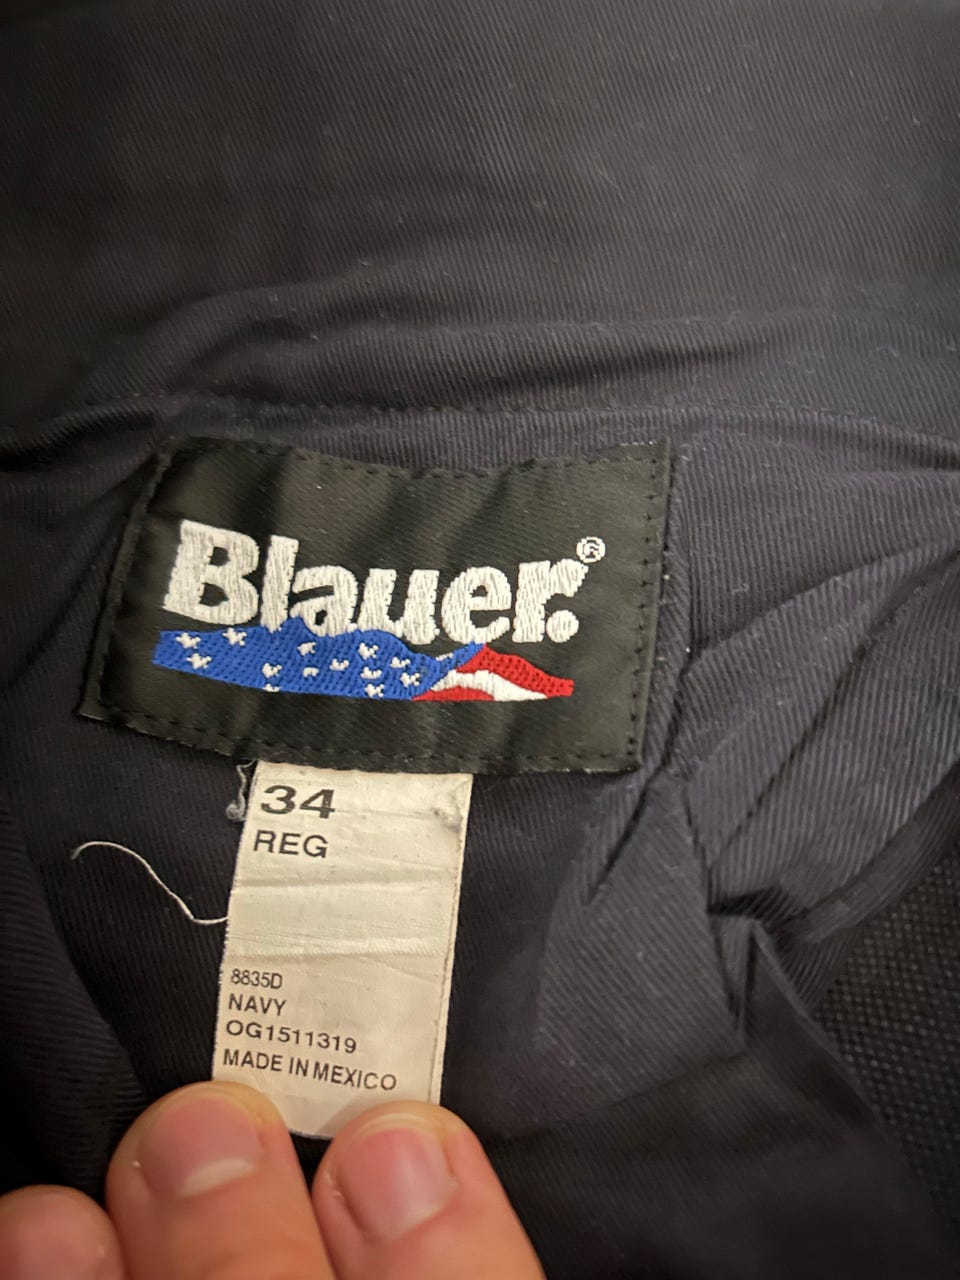 Blauer.®
34
REG
8835D
NAVY
OG1511319
MADE IN MEXICO